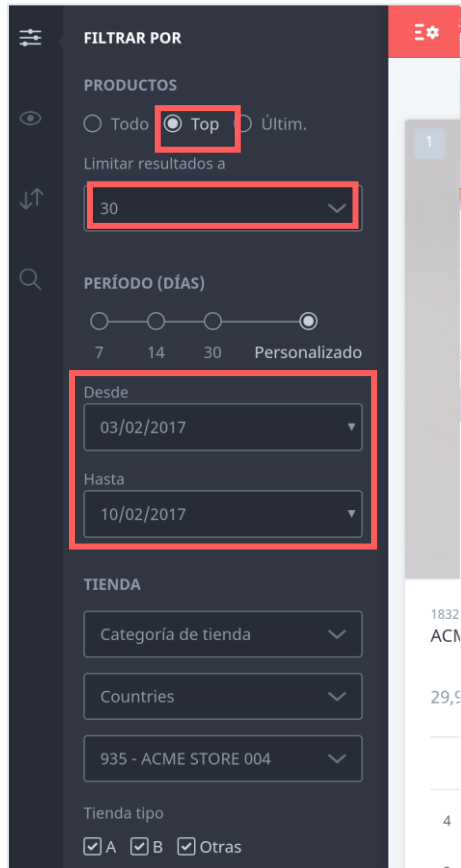 FILTRAR POR
PRODUCTOS
Todo Top Últim.
Limitar resultados a
30
PERÍODO (DÍAS)
7 14 30 Personalizado
Desde
03/02/2017
Hasta
10/02/2017
TIENDA
Categoría de tienda
Countries
935 - ACME STORE 004
Tienda tipo
A B Otras
1
1832
29,9
4